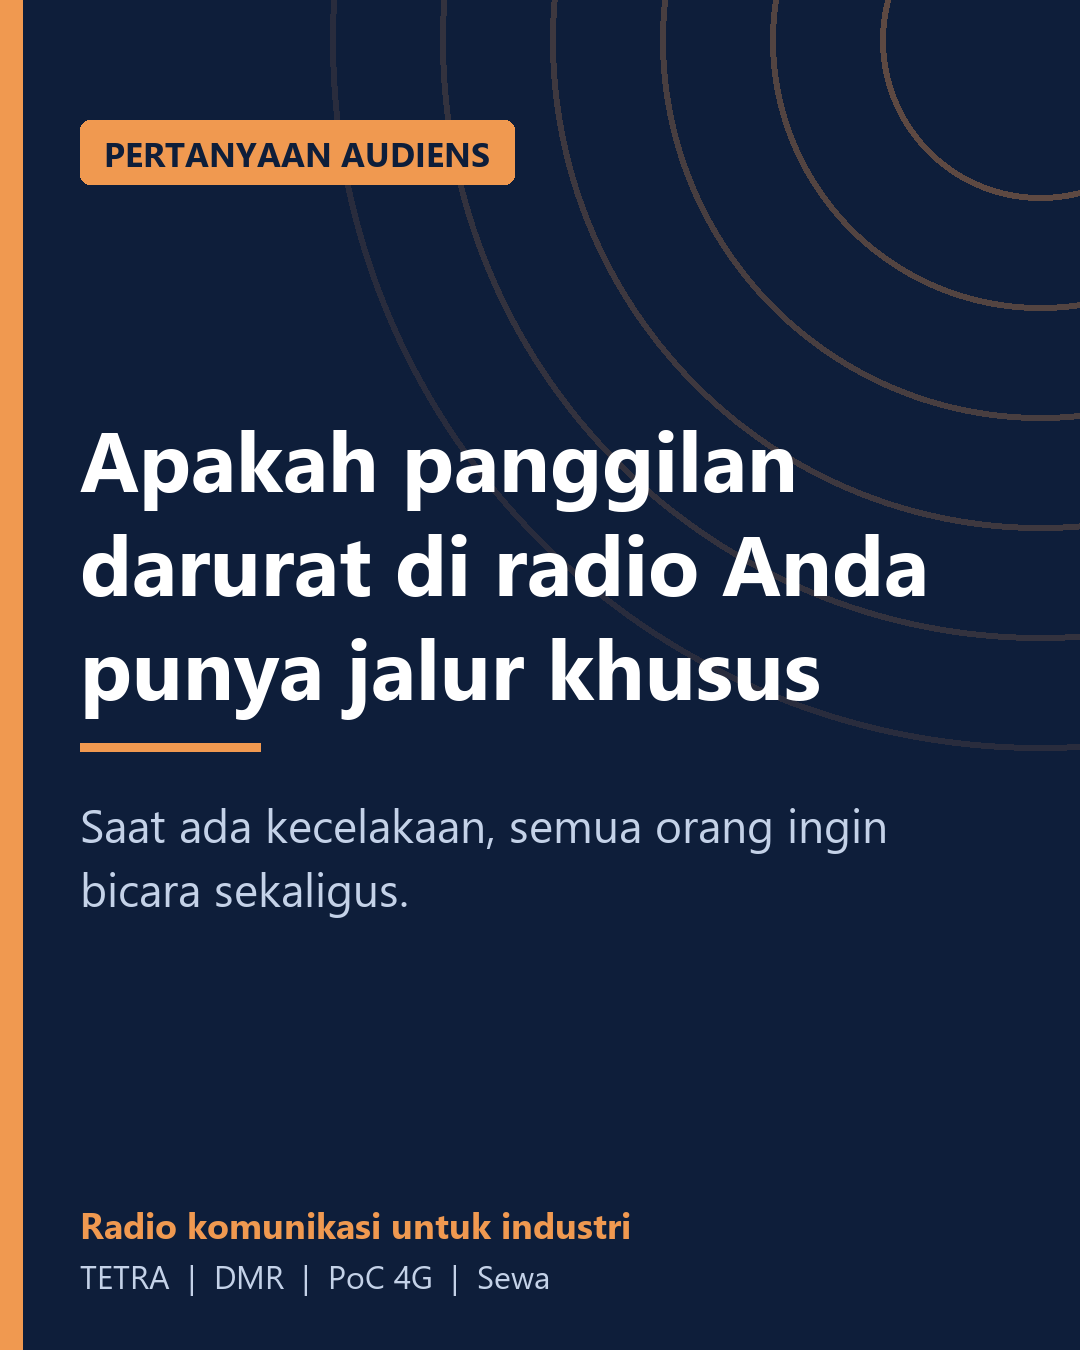 PERTANYAAN AUDIENS
Apakah panggilan
darurat di radio Anda
punya jalur khusus
Saat ada kecelakaan, semua orang ingin
bicara sekaligus.
Radio komunikasi untuk industri
TETRA | DMR | PoC 4G | Sewa